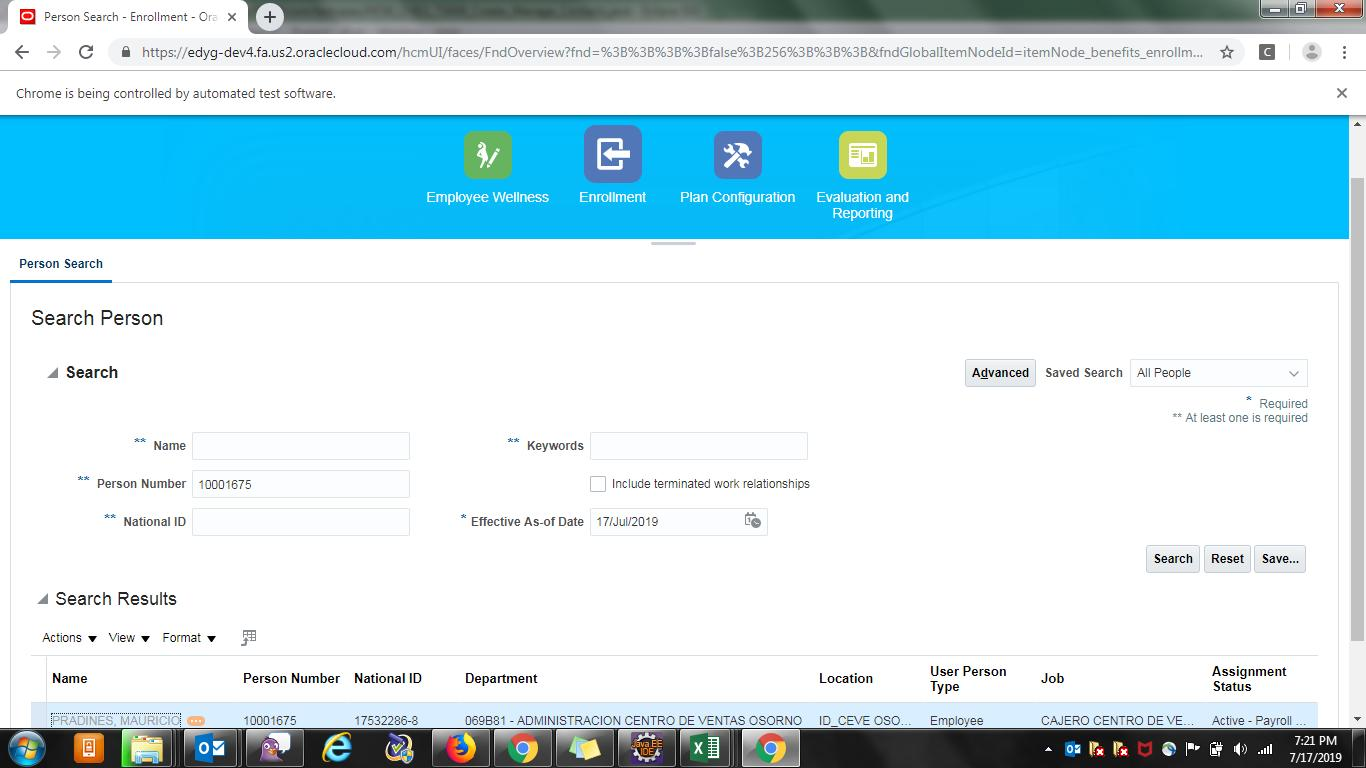 Person Search - Enrollment - Ora
https://edyg-dev4.fa.us2.oraclecloud.com/hcmUI/faces/FndOverview?fnd=%3B%3B%3B%3Bfalse%3B256%3B%3B%3B&fndGlobalItemNodeId=itemNode_benefits_enrollm...
C
Chrome is being controlled by automated test software.
Employee Wellness
Enrollment
Plan Configuration
Evaluation and
Reporting
Person Search
Search Person
Search
Advanced
Saved Search
All People
* Required
** At least one is required
** Name
** Keywords
** Person Number
10001675
Include terminated work relationships
** National ID
* Effective As-of Date
17/Jul/2019
Search
Reset
Save...
Search Results
Actions
View
Format
Name
Person Number
National ID
Department
Location
User Person
Type
Job
Assignment
Status
PRADINES, MAURICIO
10001675
17532286-8
069B81 - ADMINISTRACION CENTRO DE VENTAS OSORNO
ID_CEVE OSO...
Employee
CAJERO CENTRO DE VE...
Active - Payroll ...
Java EE
IDE
7:21 PM
7/17/2019